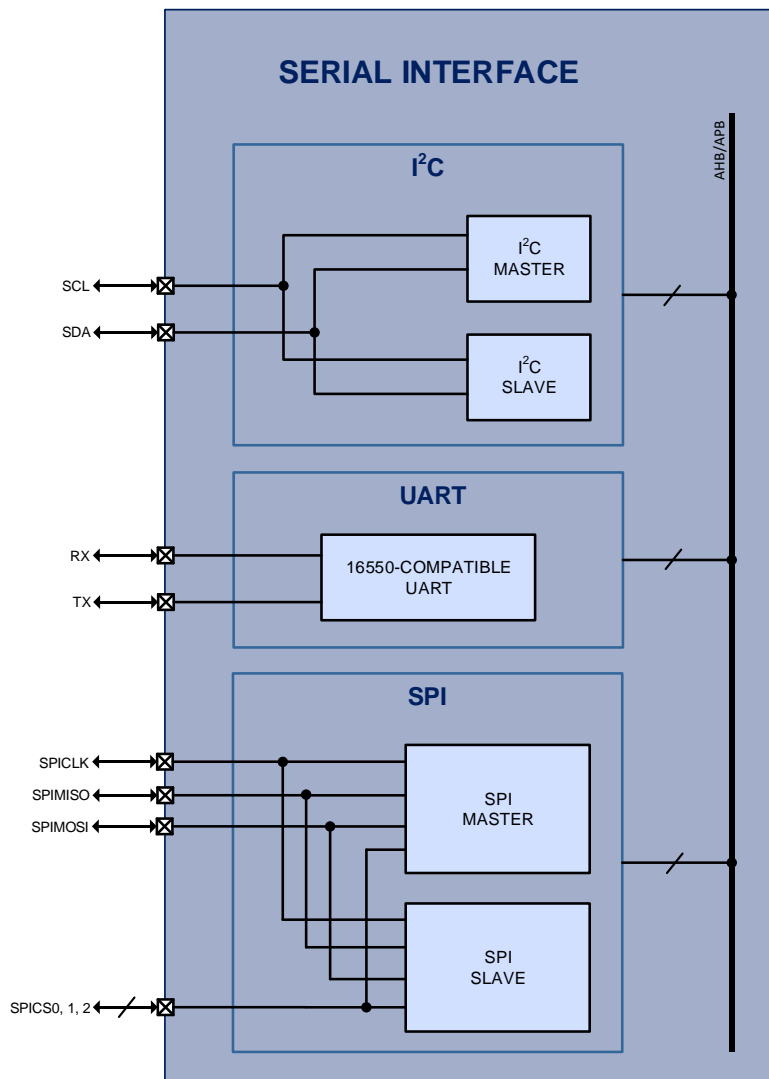 SERIAL INTERFACE
AHB/APB
I²C
I²C
MASTER
SCL
SDA
I²C
SLAVE
UART
RX
16550-COMPATIBLE
UART
TX
SPI
SPICLK
SPIMISO
SPIMOSI
SPI
MASTER
SPI
SLAVE
SPICS0, 1, 2